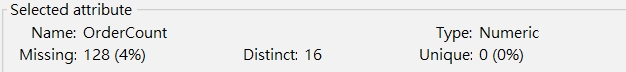 Selected attribute
Name: OrderCount Type: Numeric
Missing: 128 (4%) Distinct: 16 Unique: 0 (0%)